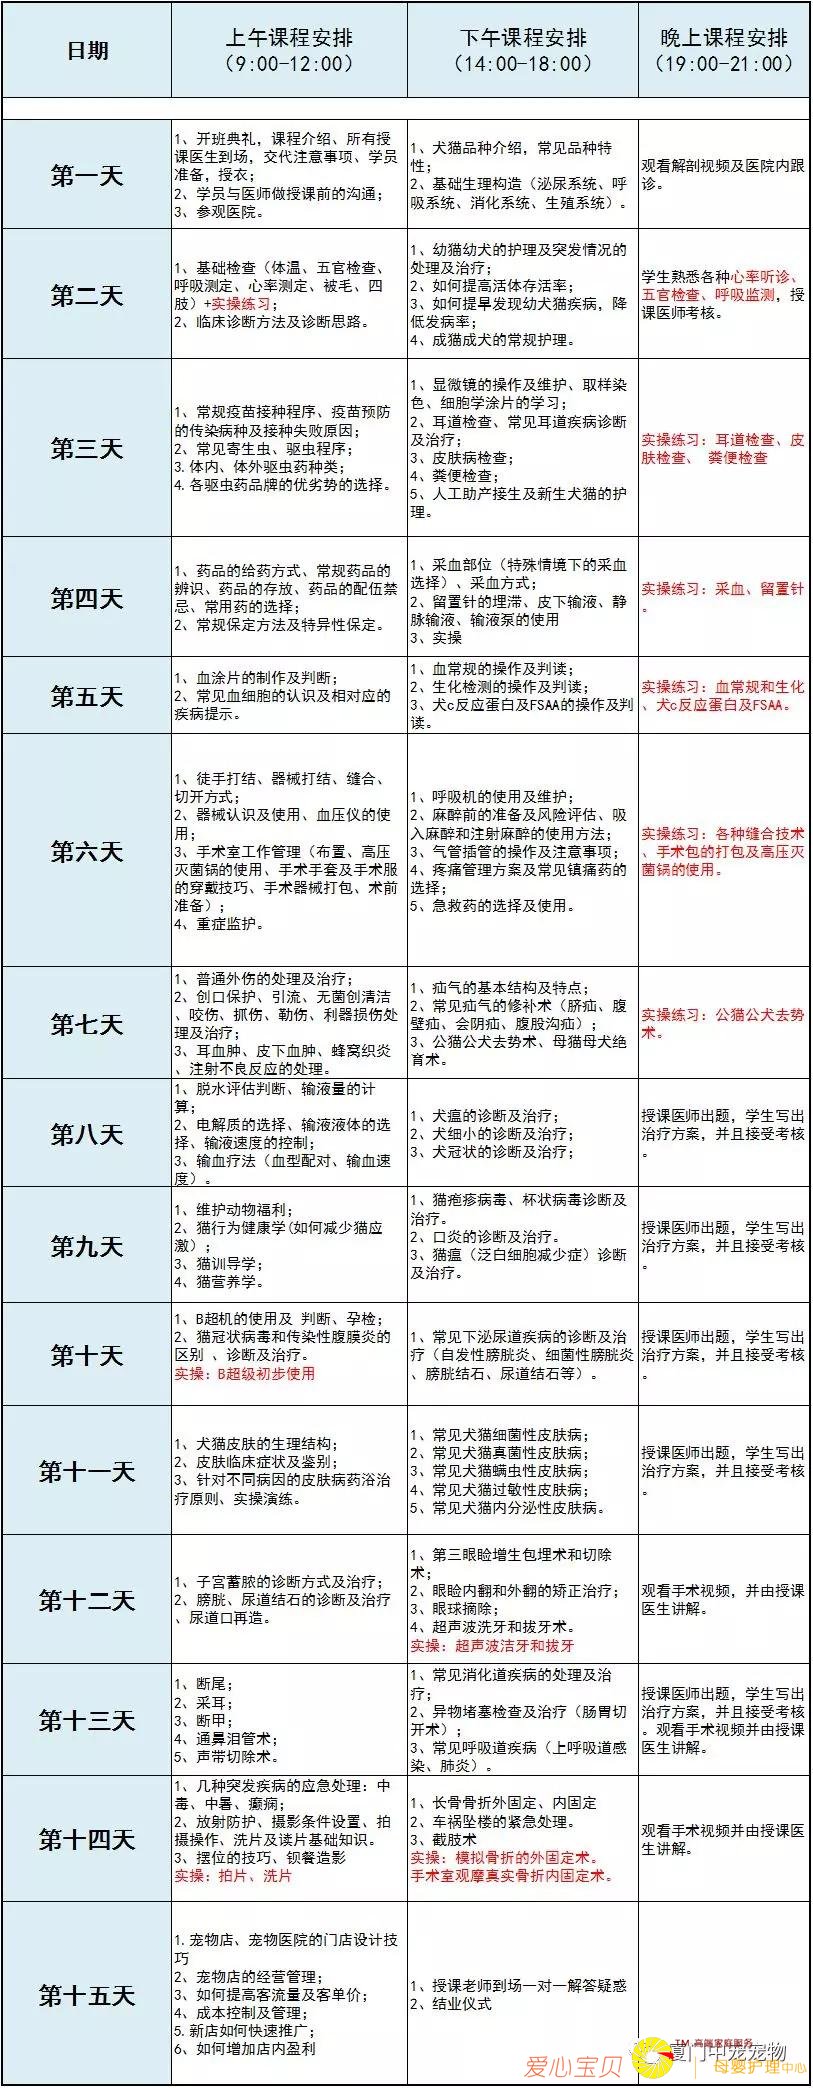 日期
上午课程安排
（9:00-12:00）
下午课程安排
（14:00-18:00）
晚上课程安排
（19:00-21:00）
第一天
1、开班典礼，课程介绍、所有授
课医生到场，交代注意事项、学员
准备，授衣；
2、学员与医师做授课前的沟通；
3、参观医院。
1、犬猫品种介绍，常见品种特
性；
2、基础生理构造（泌尿系统、呼
吸系统、消化系统、生殖系统）。
观看解剖视频及医院内跟
诊。
第二天
1、基础检查（体温、五官检查、
呼吸测定、心率测定、被毛、四
肢）+实操练习；
2、临床诊断方法及诊断思路。
1、幼猫幼犬的护理及突发情况的
处理及治疗；
2、如何提高活体存活率；
3、如何提早发现幼犬猫疾病，降
低发病率；
4、成猫成犬的常规护理。
学生熟悉各种心率听诊、
五官检查、呼吸监测，授
课医师考核。
第三天
1、常规疫苗接种程序、疫苗预防
的传染病种及接种失败原因；
2、常见寄生虫、驱虫程序；
3.体内、体外驱虫药种类；
4.各驱虫药品牌的优劣势的选择。
1、显微镜的操作及维护、取样染
色、细胞学涂片的学习；
2、耳道检查、常见耳道疾病诊断
及治疗；
3、皮肤病检查；
4、粪便检查；
5、人工助产接生及新生犬猫的护
理。
实操练习：耳道检查、皮
肤检查、 粪便检查
第四天
1、药品的给药方式、常规药品的
辨识、药品的存放、药品的配伍禁
忌、常用药的选择；
2、常规保定方法及特异性保定。
1、采血部位（特殊情境下的采血
选择）、采血方式；
2、留置针的埋滞、皮下输液、静
脉输液、输液泵的使用
3、实操
实操练习：采血、留置针
。
第五天
1、血涂片的制作及判断；
2、常见血细胞的认识及相对应的
疾病提示。
1、血常规的操作及判读；
2、生化检测的操作及判读；
3、犬c反应蛋白及FSAA的操作及判
读。
实操练习：血常规和生化
、犬c反应蛋白及FSAA。
第六天
1、徒手打结、器械打结、缝合、
切开方式；
2、器械认识及使用、血压仪的使
用；
3、手术室工作管理（布置、高压
灭菌锅的使用、手术手套及手术服
的穿戴技巧、手术器械打包、术前
准备）；
4、重症监护。
1、呼吸机的使用及维护；
2、麻醉前的准备及风险评估、吸
入麻醉和注射麻醉的使用方法；
3、气管插管的操作及注意事项；
4、疼痛管理方案及常见镇痛药的
选择；
5、急救药的选择及使用。
实操练习：各种缝合技术
、手术包的打包及高压灭
菌锅的使用。
第七天
1、普通外伤的处理及治疗；
2、创口保护、引流、无菌创清洁
、咬伤、抓伤、勒伤、利器损伤处
理及治疗；
3、耳血肿、皮下血肿、蜂窝织炎
、注射不良反应的处理。
1、疝气的基本结构及特点；
2、常见疝气的修补术（脐疝、腹
壁疝、会阴疝、腹股沟疝）；
3、公猫公犬去势术、母猫母犬绝
育术。
实操练习：公猫公犬去势
术。
第八天
1、脱水评估判断、输液量的计
算；
2、电解质的选择、输液液体的选
择、输液速度的控制；
3、输血疗法（血型配对、输血速
度）。
1、犬瘟的诊断及治疗；
2、犬细小的诊断及治疗；
3、犬冠状的诊断及治疗；
授课医师出题，学生写出
治疗方案，并且接受考核
。
第九天
1、维护动物福利；
2、猫行为健康学(如何减少猫应
激）；
3、猫训导学；
4、猫营养学。
1、猫疱疹病毒、杯状病毒诊断及
治疗。
2、口炎的诊断及治疗。
3、猫瘟（泛白细胞减少症）诊断
及治疗。
授课医师出题，学生写出
治疗方案，并且接受考核
。
第十天
1、B超机的使用及 判断、孕检；
2、猫冠状病毒和传染性腹膜炎的
区别 、诊断及治疗。
实操：B超级初步使用
1、常见下泌尿道疾病的诊断及治
疗（自发性膀胱炎、细菌性膀胱炎
、膀胱结石、尿道结石等）。
授课医师出题，学生写出
治疗方案，并且接受考核
。
第十一天
1、犬猫皮肤的生理结构；
2、皮肤临床症状及鉴别；
3、针对不同病因的皮肤病药浴治
疗原则、实操演练。
1、常见犬猫细菌性皮肤病；
2、常见犬猫真菌性皮肤病；
3、常见犬猫螨虫性皮肤病；
4、常见犬猫过敏性皮肤病；
5、常见犬猫内分泌性皮肤病。
授课医师出题，学生写出
治疗方案，并且接受考核
。
第十二天
1、子宫蓄脓的诊断方式及治疗；
2、膀胱、尿道结石的诊断及治疗
、尿道口再造。
1、第三眼睑增生包埋术和切除
术；
2、眼睑内翻和外翻的矫正治疗；
3、眼球摘除；
4、超声波洗牙和拔牙术。
实操：超声波洁牙和拔牙
观看手术视频，并由授课
医生讲解。
第十三天
1、断尾；
2、采耳；
3、断甲；
4、通鼻泪管术；
5、声带切除术。
1、常见消化道疾病的处理及治
疗；
2、异物堵塞检查及治疗（肠胃切
开术）；
3、常见呼吸道疾病（上呼吸道感
染、肺炎）。
授课医师出题，学生写出
治疗方案，并且接受考核
。观看手术视频并由授课
医生讲解。
第十四天
1、几种突发疾病的应急处理：中
毒、中暑、癫痫；
2、放射防护、摄影条件设置、拍
摄操作、洗片及读片基础知识。
3、摆位的技巧、钡餐造影
实操：拍片、洗片
1、长骨骨折外固定、内固定
2、车祸坠楼的紧急处理。
3、截肢术
实操：模拟骨折的外固定术。
手术室观摩真实骨折内固定术。
观看手术视频并由授课医
生讲解。
第十五天
1.宠物店、宠物医院的门店设计技
巧
2、宠物店的经营管理；
3、如何提高客流量及客单价；
4、成本控制及管理；
5.新店如何快速推广；
6、如何增加店内盈利
1、授课老师到场一对一解答疑惑
2、结业仪式
TM.高端家庭服务
厦门中宠宠物
爱心宝贝
母婴护理中心